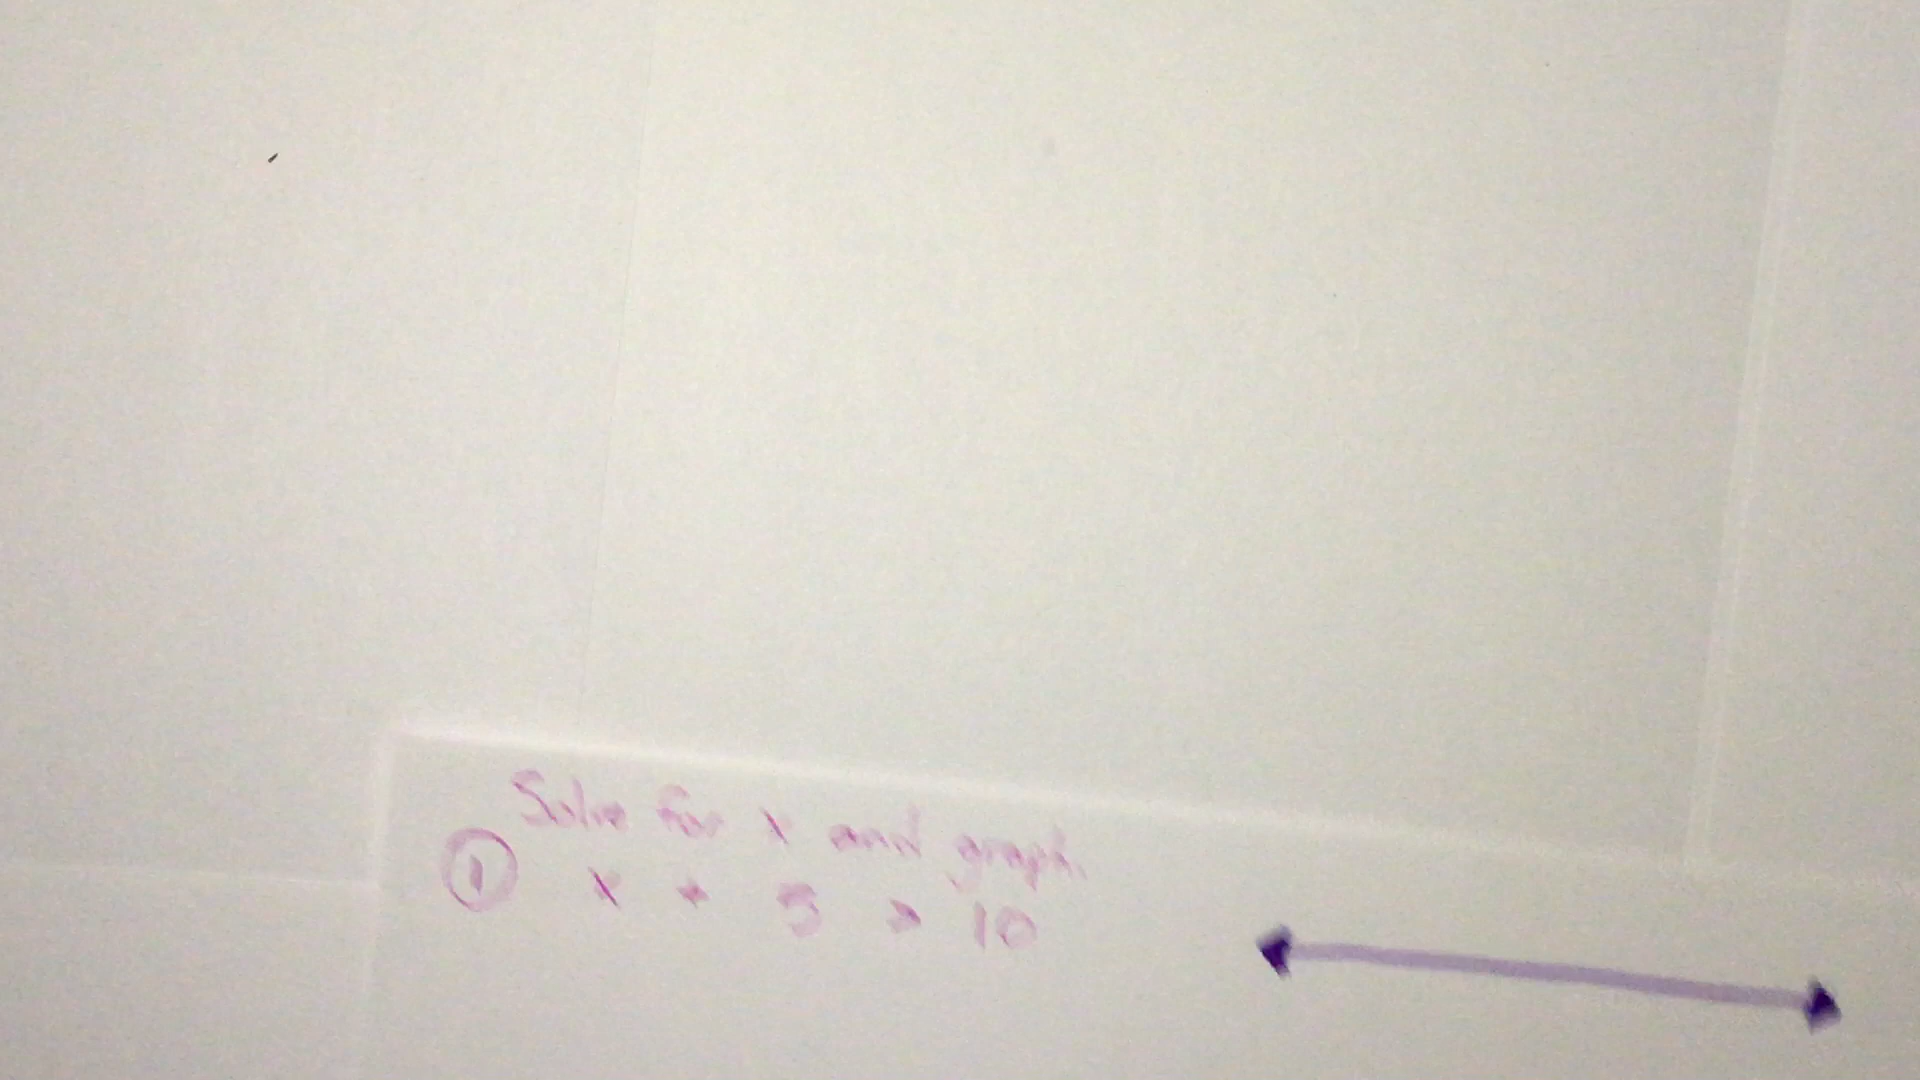 Solve for x and graph.
① x + 5 > 10